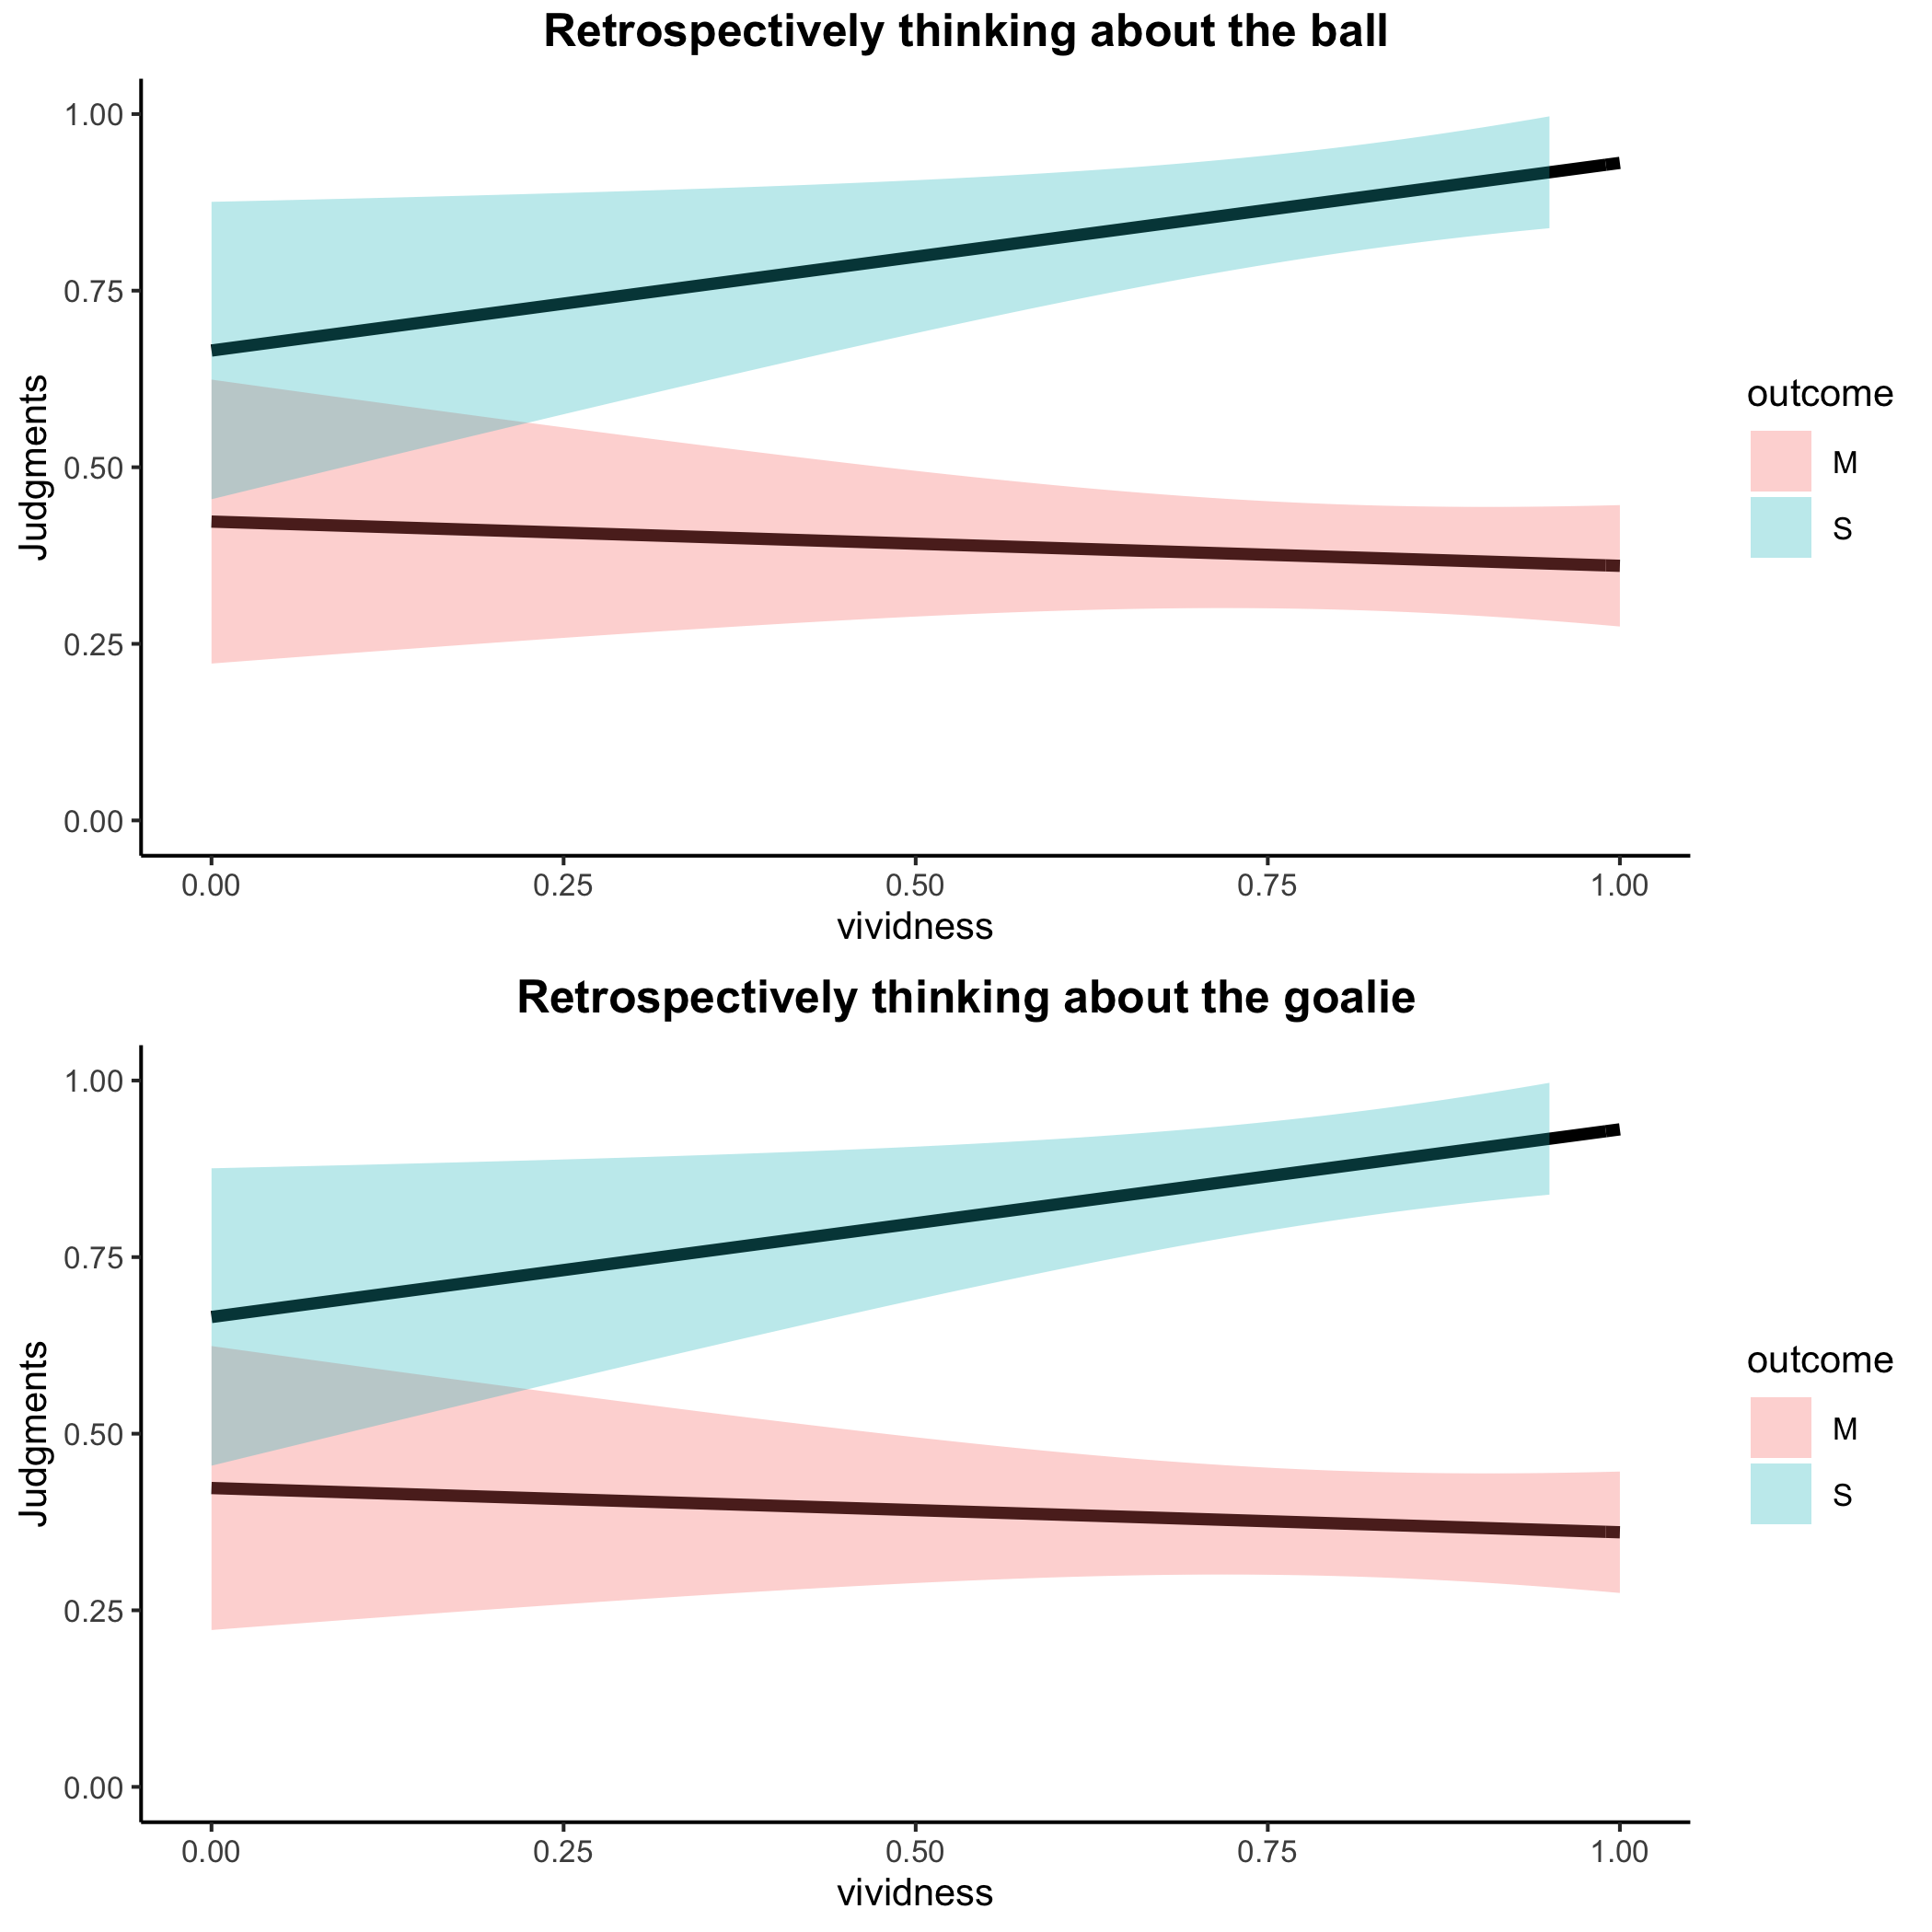 Retrospectively thinking about the ball
1.00
0.75
0.50
0.25
0.00
Judgments
0.00 0.25 0.50 0.75 1.00
vividness
outcome
M
S
Retrospectively thinking about the goalie
1.00
0.75
0.50
0.25
0.00
Judgments
0.00 0.25 0.50 0.75 1.00
vividness
outcome
M
S